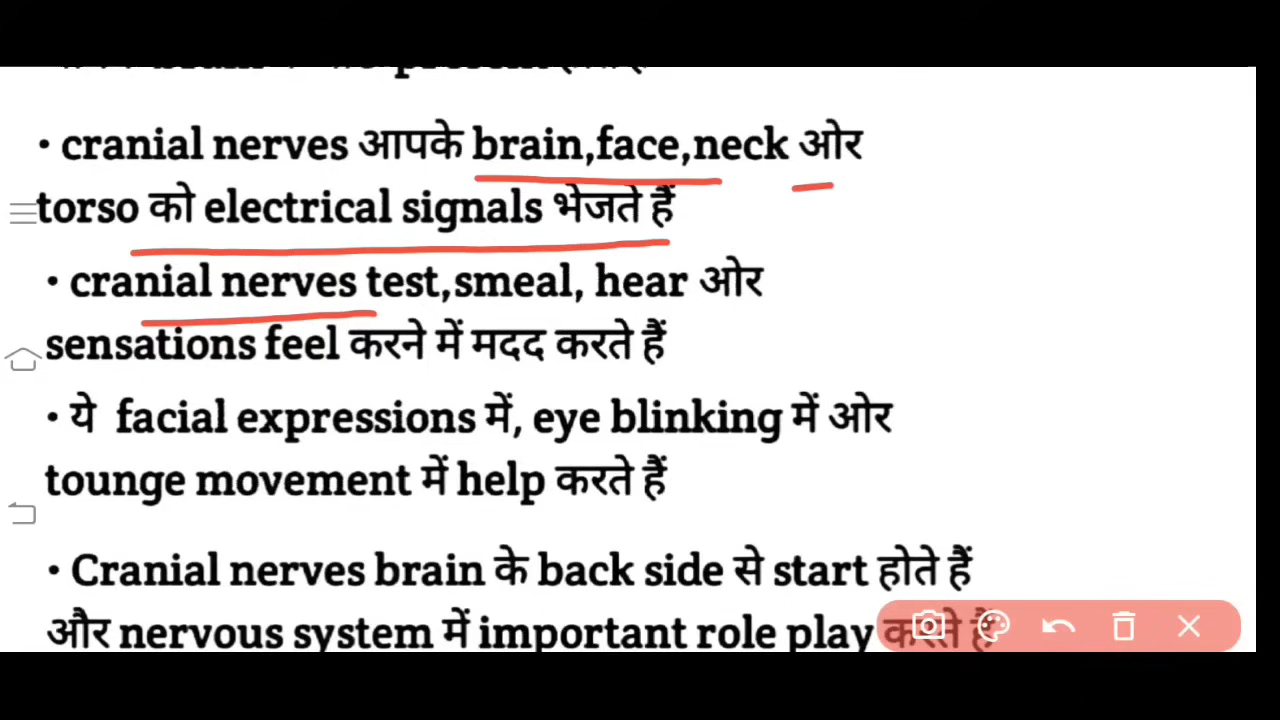 • cranial nerves आपके brain,face,neck ओर
torso को electrical signals भेजते हैं
• cranial nerves test,smeal, hear ओर
sensations feel करने में मदद करते हैं
• ये facial expressions में, eye blinking में ओर
tounge movement में help करते हैं
• Cranial nerves brain के back side से start होते हैं
और nervous system में important role play करते हैं